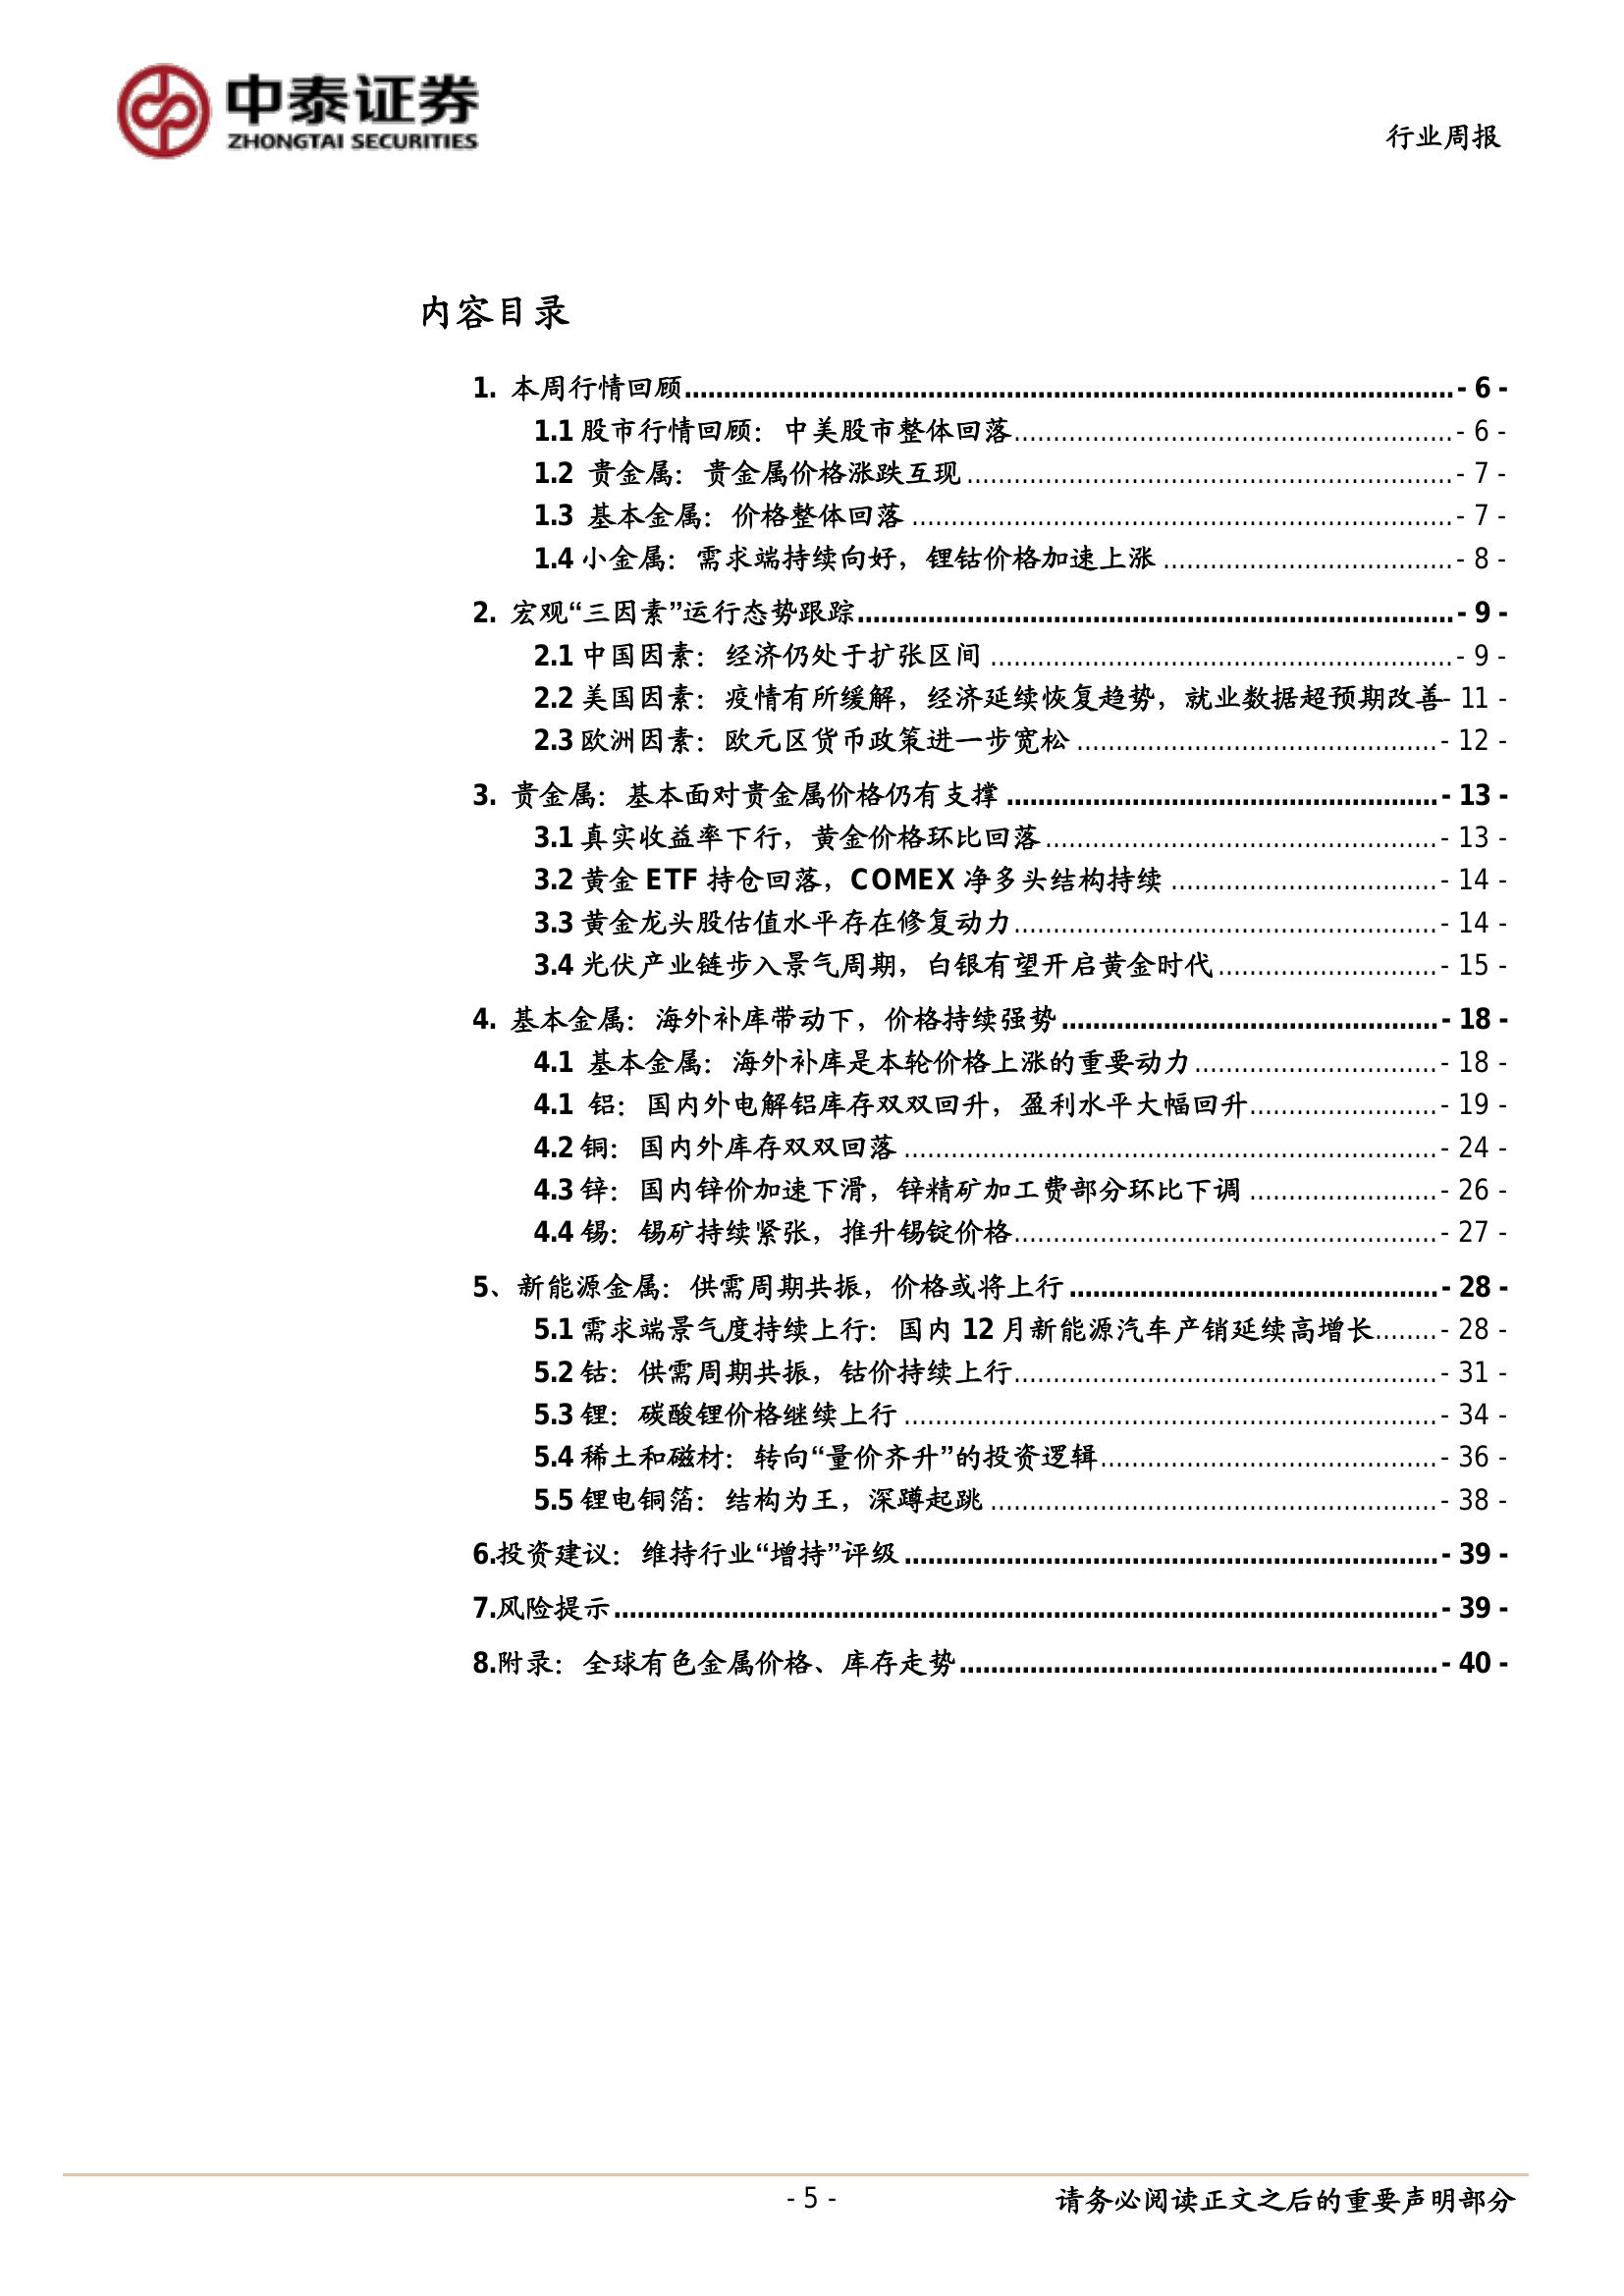 中泰证券
ZHONGTAI SECURITIES
行业周报
内容目录
1. 本周行情回顾 - 6 -
1.1 股市行情回顾：中美股市整体回落 - 6 -
1.2 贵金属：贵金属价格涨跌互现 - 7 -
1.3 基本金属：价格整体回落 - 7 -
1.4 小金属：需求端持续向好，锂钴价格加速上涨 - 8 -
2. 宏观“三因素”运行态势跟踪 - 9 -
2.1 中国因素：经济仍处于扩张区间 - 9 -
2.2 美国因素：疫情有所缓解，经济延续恢复趋势，就业数据超预期改善 - 11 -
2.3 欧洲因素：欧元区货币政策进一步宽松 - 12 -
3. 贵金属：基本面对贵金属价格仍有支撑 - 13 -
3.1 真实收益率下行，黄金价格环比回落 - 13 -
3.2 黄金 ETF 持仓回落，COMEX 净多头结构持续 - 14 -
3.3 黄金龙头股估值水平存在修复动力 - 14 -
3.4 光伏产业链步入景气周期，白银有望开启黄金时代 - 15 -
4. 基本金属：海外补库带动下，价格持续强势 - 18 -
4.1 基本金属：海外补库是本轮价格上涨的重要动力 - 18 -
4.1 铝：国内外电解铝库存双双回升，盈利水平大幅回升 - 19 -
4.2 铜：国内外库存双双回落 - 24 -
4.3 锌：国内锌价加速下滑，锌精矿加工费部分环比下调 - 26 -
4.4 锡：锡矿持续紧张，推升锡锭价格 - 27 -
5、新能源金属：供需周期共振，价格或将上行 - 28 -
5.1 需求端景气度持续上行：国内 12 月新能源汽车产销延续高增长 - 28 -
5.2 钴：供需周期共振，钴价持续上行 - 31 -
5.3 锂：碳酸锂价格继续上行 - 34 -
5.4 稀土和磁材：转向“量价齐升”的投资逻辑 - 36 -
5.5 锂电铜箔：结构为王，深蹲起跳 - 38 -
6.投资建议：维持行业“增持”评级 - 39 -
7.风险提示 - 39 -
8.附录：全球有色金属价格、库存走势 - 40 -
- 5 -
请务必阅读正文之后的重要声明部分